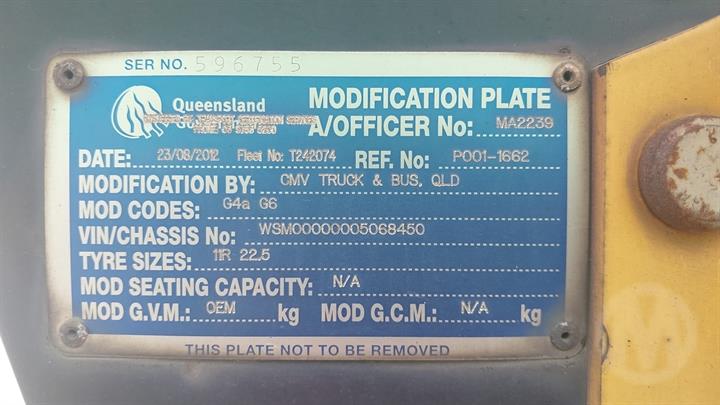 SER NO. 596755
Queensland
MODIFICATION PLATE
A/OFFICER No: MA2239
DATE: 23/08/2012 Fleet No: T242074 REF. No: P001-1662
MODIFICATION BY: CMV TRUCK & BUS, QLD
MOD CODES: G4a G6
VIN/CHASSIS No: WSM00000005068450
TYRE SIZES: 11R 22.5
MOD SEATING CAPACITY: N/A
MOD G.V.M.: OEM kg MOD G.C.M.: N/A kg
THIS PLATE NOT TO BE REMOVED